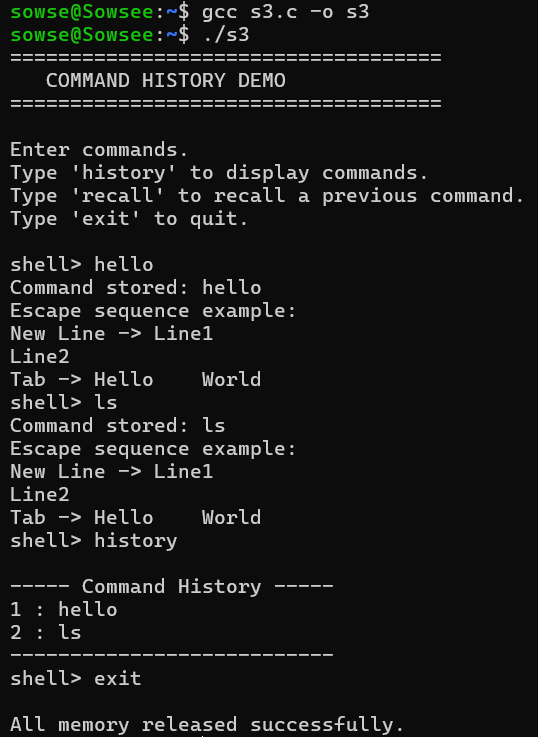 sowse@Sowsee:~$ gcc s3.c -o s3
sowse@Sowsee:~$ ./s3
====================================
   COMMAND HISTORY DEMO
====================================

Enter commands.
Type 'history' to display commands.
Type 'recall' to recall a previous command.
Type 'exit' to quit.

shell> hello
Command stored: hello
Escape sequence example:
New Line -> Line1
Line2
Tab -> Hello    World
shell> ls
Command stored: ls
Escape sequence example:
New Line -> Line1
Line2
Tab -> Hello    World
shell> history

----- Command History -----
1 : hello
2 : ls
---------------------------
shell> exit

All memory released successfully.